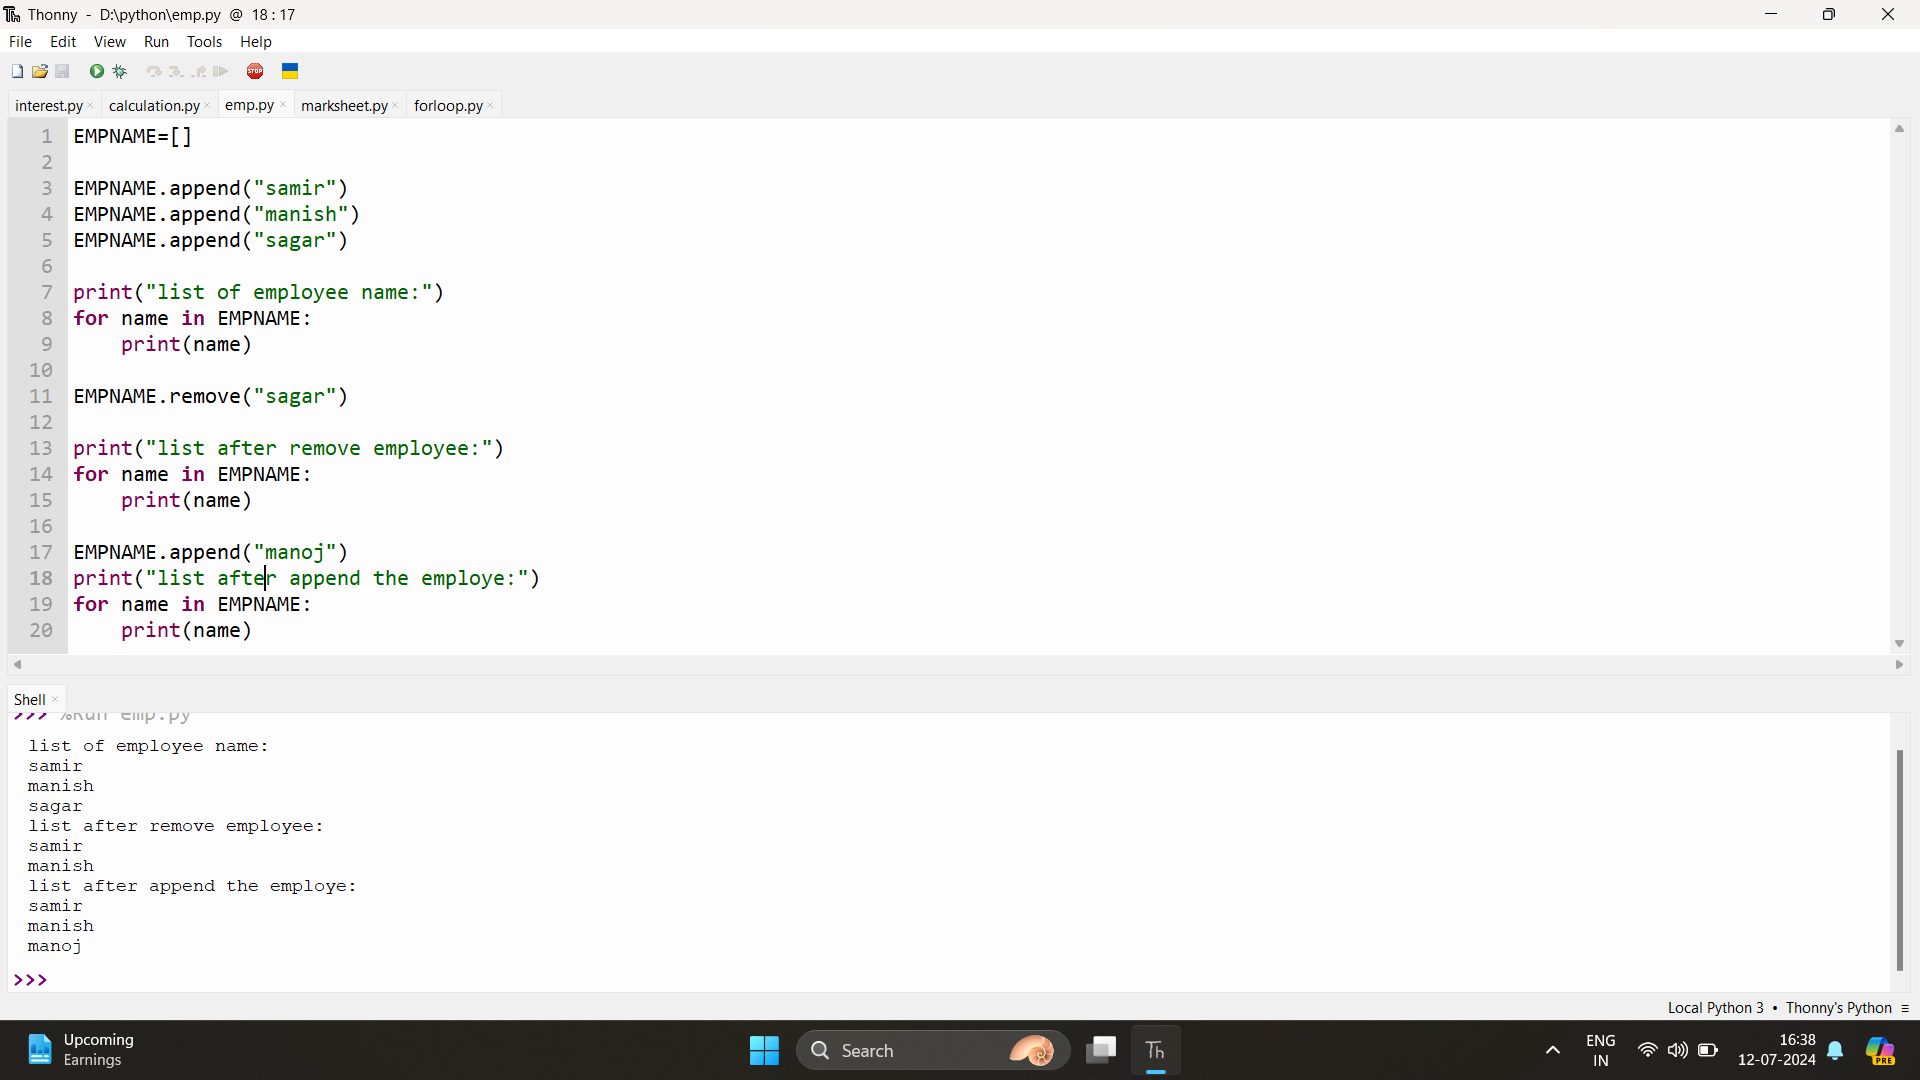 Thonny - D:\python\emp.py @ 18:17
File Edit View Run Tools Help
STOP
interest.py calculation.py emp.py marksheet.py forloop.py
1 EMPNAME=[]
2
3 EMPNAME.append("samir")
4 EMPNAME.append("manish")
5 EMPNAME.append("sagar")
6
7 print("list of employee name:")
8 for name in EMPNAME:
9     print(name)
10
11 EMPNAME.remove("sagar")
12
13 print("list after remove employee:")
14 for name in EMPNAME:
15     print(name)
16
17 EMPNAME.append("manoj")
18 print("list after append the employe:")
19 for name in EMPNAME:
20     print(name)
Shell
>>> %Run emp.py
list of employee name:
samir
manish
sagar
list after remove employee:
samir
manish
list after append the employe:
samir
manish
manoj
>>>
Local Python 3 • Thonny's Python ≡
Upcoming
Earnings
Search
Th
ENG
IN
16:38
12-07-2024
PRE